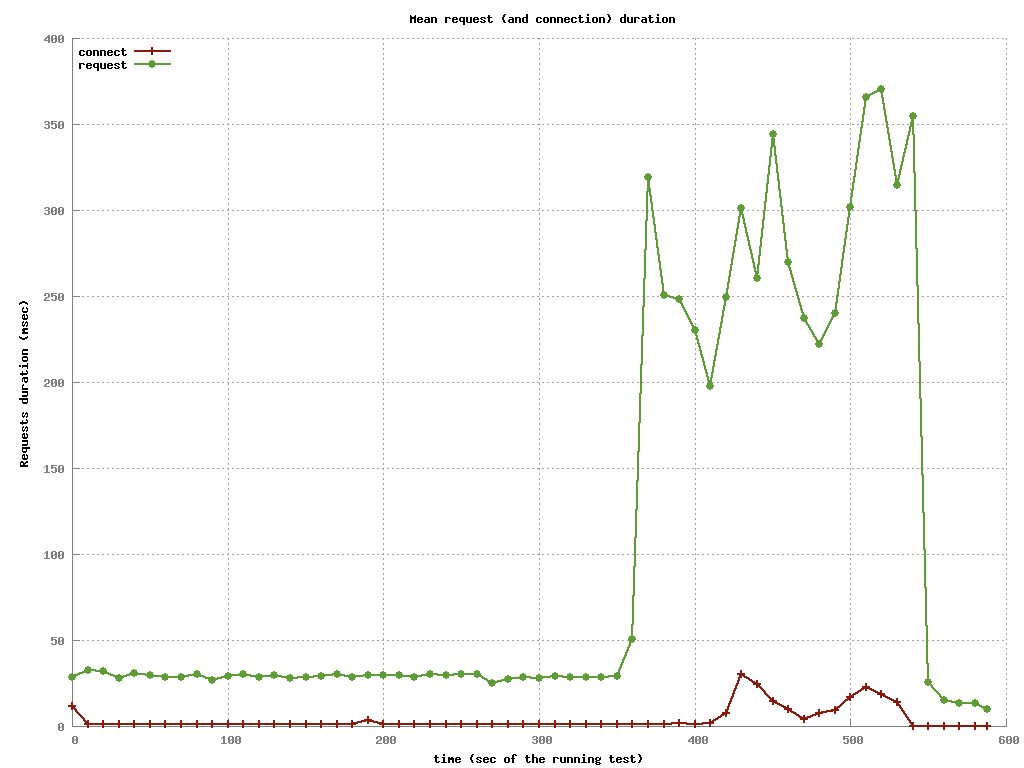 Mean request (and connection) duration
connect
request
400
350
300
250
200
150
100
50
0
Requests duration (msec)
0 100 200 300 400 500 600
time (sec of the running test)